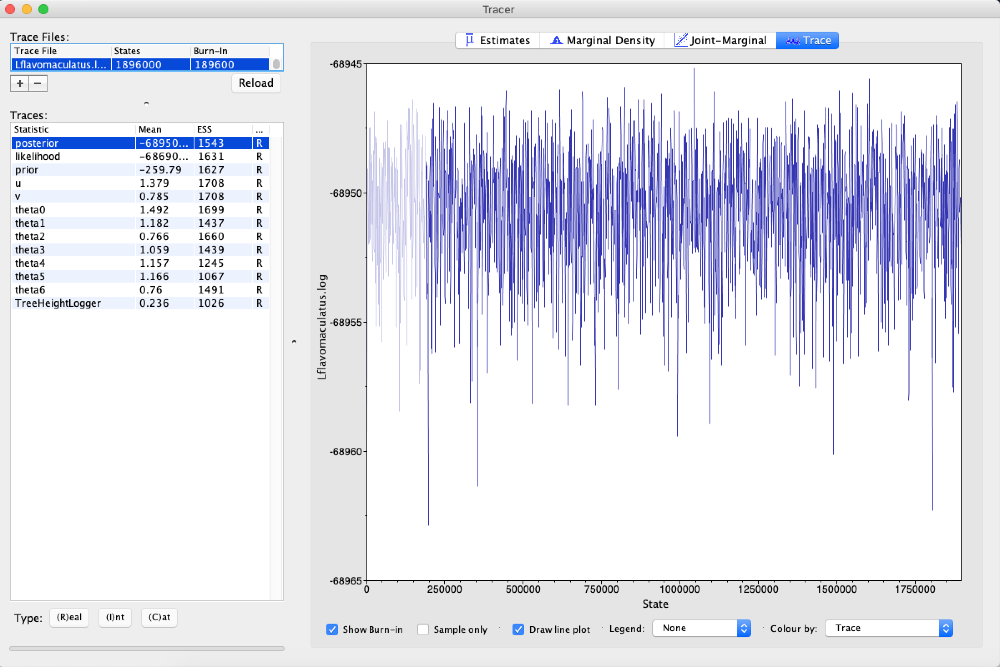 Tracer
Trace Files:
Trace File States Burn-In
Lflavomaculatus.l... 1896000 189600
+ − Reload
Traces:
Statistic Mean ESS ...
posterior -68950... 1543 R
likelihood -68690... 1631 R
prior -259.79 1627 R
u 1.379 1708 R
v 0.785 1708 R
theta0 1.492 1699 R
theta1 1.182 1437 R
theta2 0.766 1660 R
theta3 1.059 1439 R
theta4 1.157 1245 R
theta5 1.166 1067 R
theta6 0.76 1491 R
TreeHeightLogger 0.236 1026 R
Type: (R)eal (I)nt (C)at
μ Estimates Marginal Density Joint-Marginal Trace
-68945
-68950
-68955
-68960
-68965
Lflavomaculatus.log
0 250000 500000 750000 1000000 1250000 1500000 1750000
State
Show Burn-in Sample only Draw line plot Legend: None Colour by: Trace